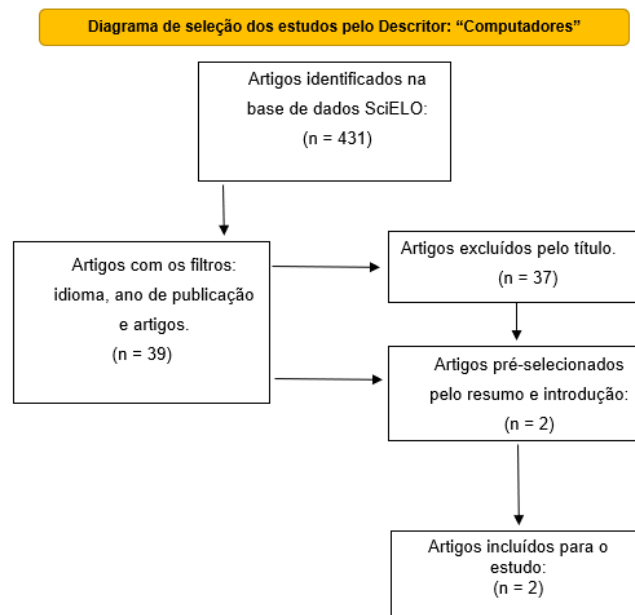 Diagrama de seleção dos estudos pelo Descritor: “Computadores”
Artigos identificados na
base de dados SciELO:
(n = 431)
Artigos com os filtros:
idioma, ano de publicação
e artigos.
(n = 39)
Artigos excluídos pelo título.
(n = 37)
Artigos pré-selecionados
pelo resumo e introdução:
(n = 2)
Artigos incluídos para o
estudo:
(n = 2)